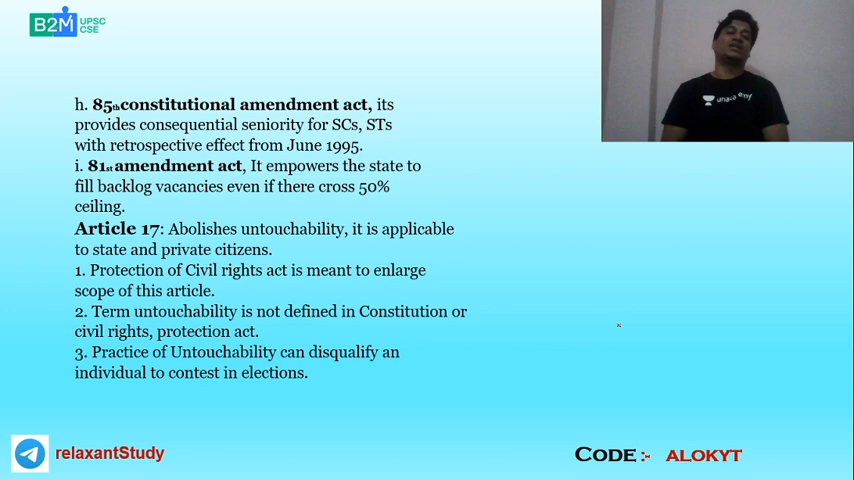 B2M UPSC
CSE
unacademy
h. 85th constitutional amendment act, its
provides consequential seniority for SCs, STs
with retrospective effect from June 1995.
i. 81st amendment act, It empowers the state to
fill backlog vacancies even if there cross 50%
ceiling.
Article 17: Abolishes untouchability, it is applicable
to state and private citizens.
1. Protection of Civil rights act is meant to enlarge
scope of this article.
2. Term untouchability is not defined in Constitution or
civil rights, protection act.
3. Practice of Untouchability can disqualify an
individual to contest in elections.
relaxantStudy
CODE :- ALOKYT